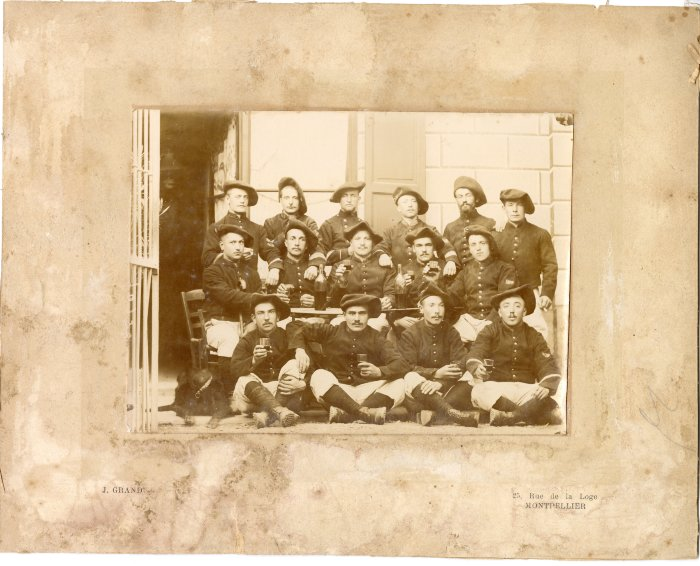 J. GRAND
25, Rue de la Loge
MONTPELLIER